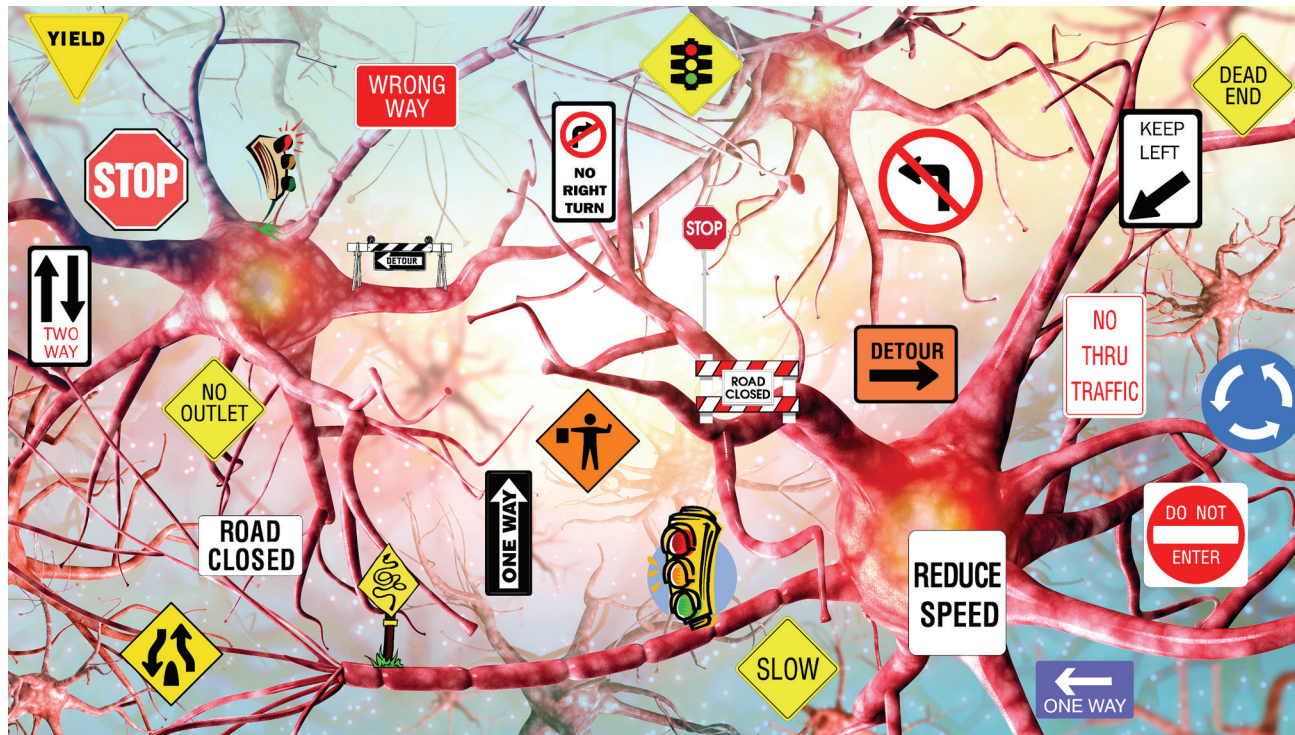 YIELD
WRONG
WAY
DEAD
END
KEEP
LEFT
STOP
NO
RIGHT
TURN
STOP
DETOUR
TWO
WAY
NO
THRU
TRAFFIC
DETOUR
ROAD
CLOSED
NO
OUTLET
ONE WAY
ROAD
CLOSED
DO NOT
ENTER
REDUCE
SPEED
SLOW
ONE WAY